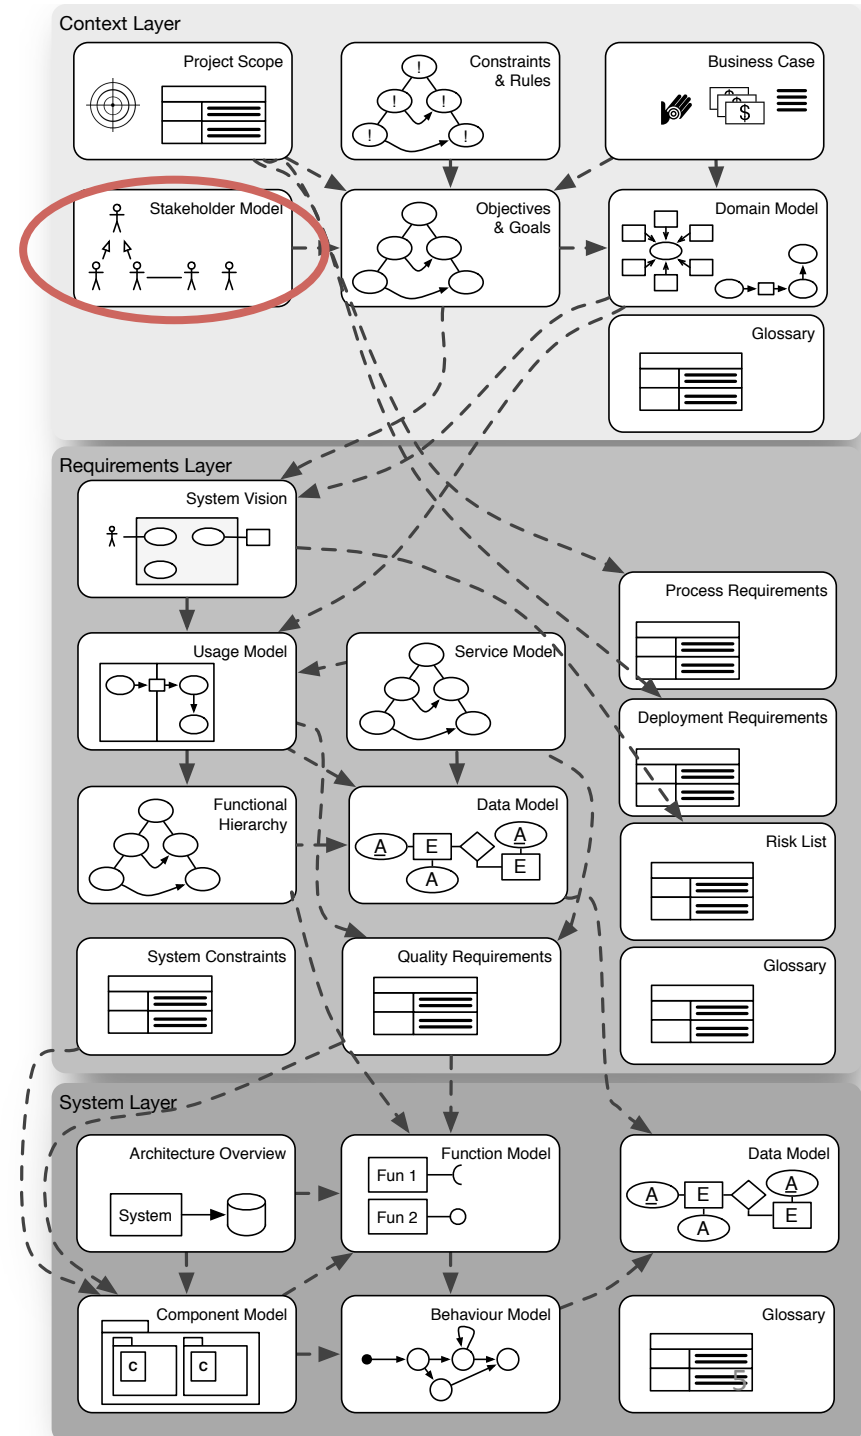 Context Layer
Project Scope
Constraints
& Rules
!
! !
! !
Business Case
$
Stakeholder Model
Objectives
& Goals
Domain Model
Glossary
Requirements Layer
System Vision
Process Requirements
Usage Model
Service Model
Deployment Requirements
Functional
Hierarchy
Data Model
A E A
A E
Risk List
System Constraints
Quality Requirements
Glossary
System Layer
Architecture Overview
System
Function Model
Fun 1
Fun 2
Data Model
A E A
A E
Component Model
C C
Behaviour Model
Glossary
5